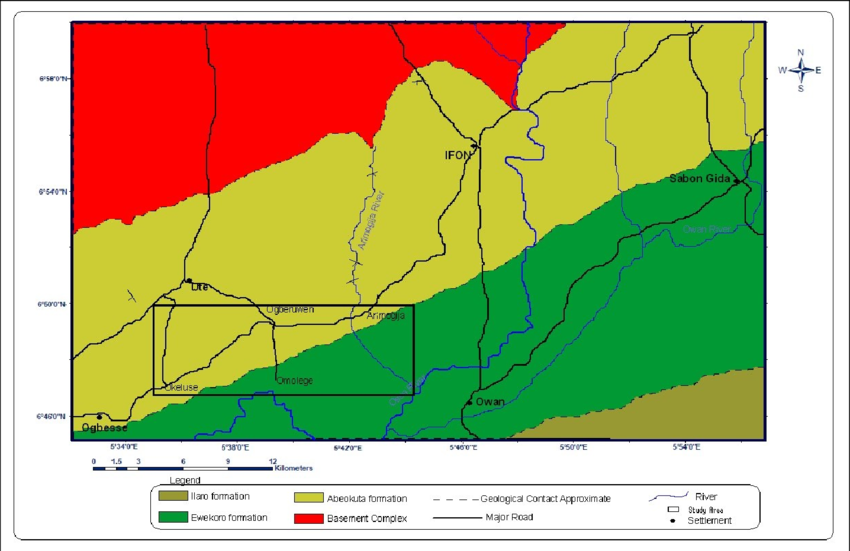 N
W E
S
6°58'0"N
IFON
6°54'0"N
Sabon Gida
Arimogija River
Owan River
Ute
6°50'0"N
Ogberuwen
Arimogija
Okeluse
Omolege
6°46'0"N
Ogbesse
Owan
5°34'0"E 5°38'0"E 5°42'0"E 5°46'0"E 5°50'0"E 5°54'0"E
0 1.5 3 6 9 12
Kilometers
Legend
Ilaro formation Abeokuta formation Geological Contact Approximate River
Study Area
Ewekoro formation Basement Complex Major Road Settlement